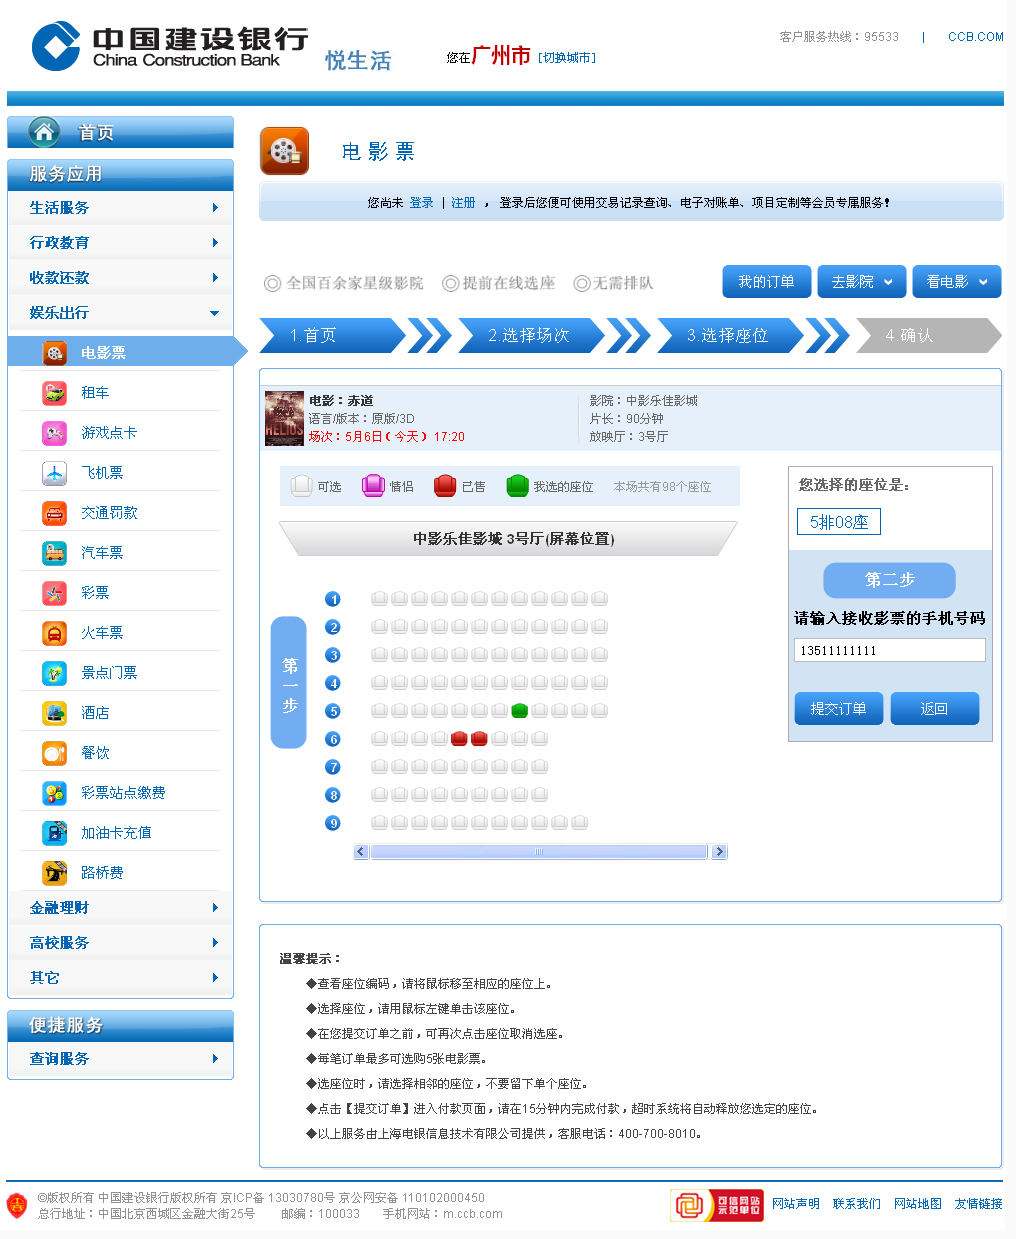 中国建设银行
China Construction Bank
悦生活
您在广州市 [切换城市]
客户服务热线：95533 | CCB.COM
首页
服务应用
生活服务
行政教育
收款还款
娱乐出行
电影票
租车
游戏点卡
飞机票
交通罚款
汽车票
彩票
火车票
景点门票
酒店
餐饮
彩票站点缴费
加油卡充值
路桥费
金融理财
高校服务
其它
便捷服务
查询服务
电影票
您尚未 登录 | 注册 ， 登录后您便可使用交易记录查询、电子对账单、项目定制等会员专属服务！
◎全国百余家星级影院 ◎提前在线选座 ◎无需排队
我的订单 去影院 看电影
1.首页 2.选择场次 3.选择座位 4.确认
HELIOS
电影：赤道
语言/版本：原版/3D
场次：5月6日（今天） 17:20
影院：中影乐佳影城
片长：90分钟
放映厅：3号厅
可选 情侣 已售 我选的座位 本场共有98个座位
中影乐佳影城 3号厅(屏幕位置)
第一步
1
2
3
4
5
6
7
8
9
您选择的座位是:
5排08座
第二步
请输入接收影票的手机号码
13511111111
提交订单 返回
温馨提示：
◆查看座位编码，请将鼠标移至相应的座位上。
◆选择座位，请用鼠标左键单击该座位。
◆在您提交订单之前，可再次点击座位取消选座。
◆每笔订单最多可选购5张电影票。
◆选座位时，请选择相邻的座位，不要留下单个座位。
◆点击【提交订单】进入付款页面，请在15分钟内完成付款，超时系统将自动释放您选定的座位。
◆以上服务由上海电银信息技术有限公司提供，客服电话：400-700-8010。
©版权所有 中国建设银行版权所有 京ICP备 13030780号 京公网安备 110102000450
总行地址：中国北京西城区金融大街25号 邮编：100033 手机网站：m.ccb.com
可信网站
示范单位
网站声明 联系我们 网站地图 友情链接